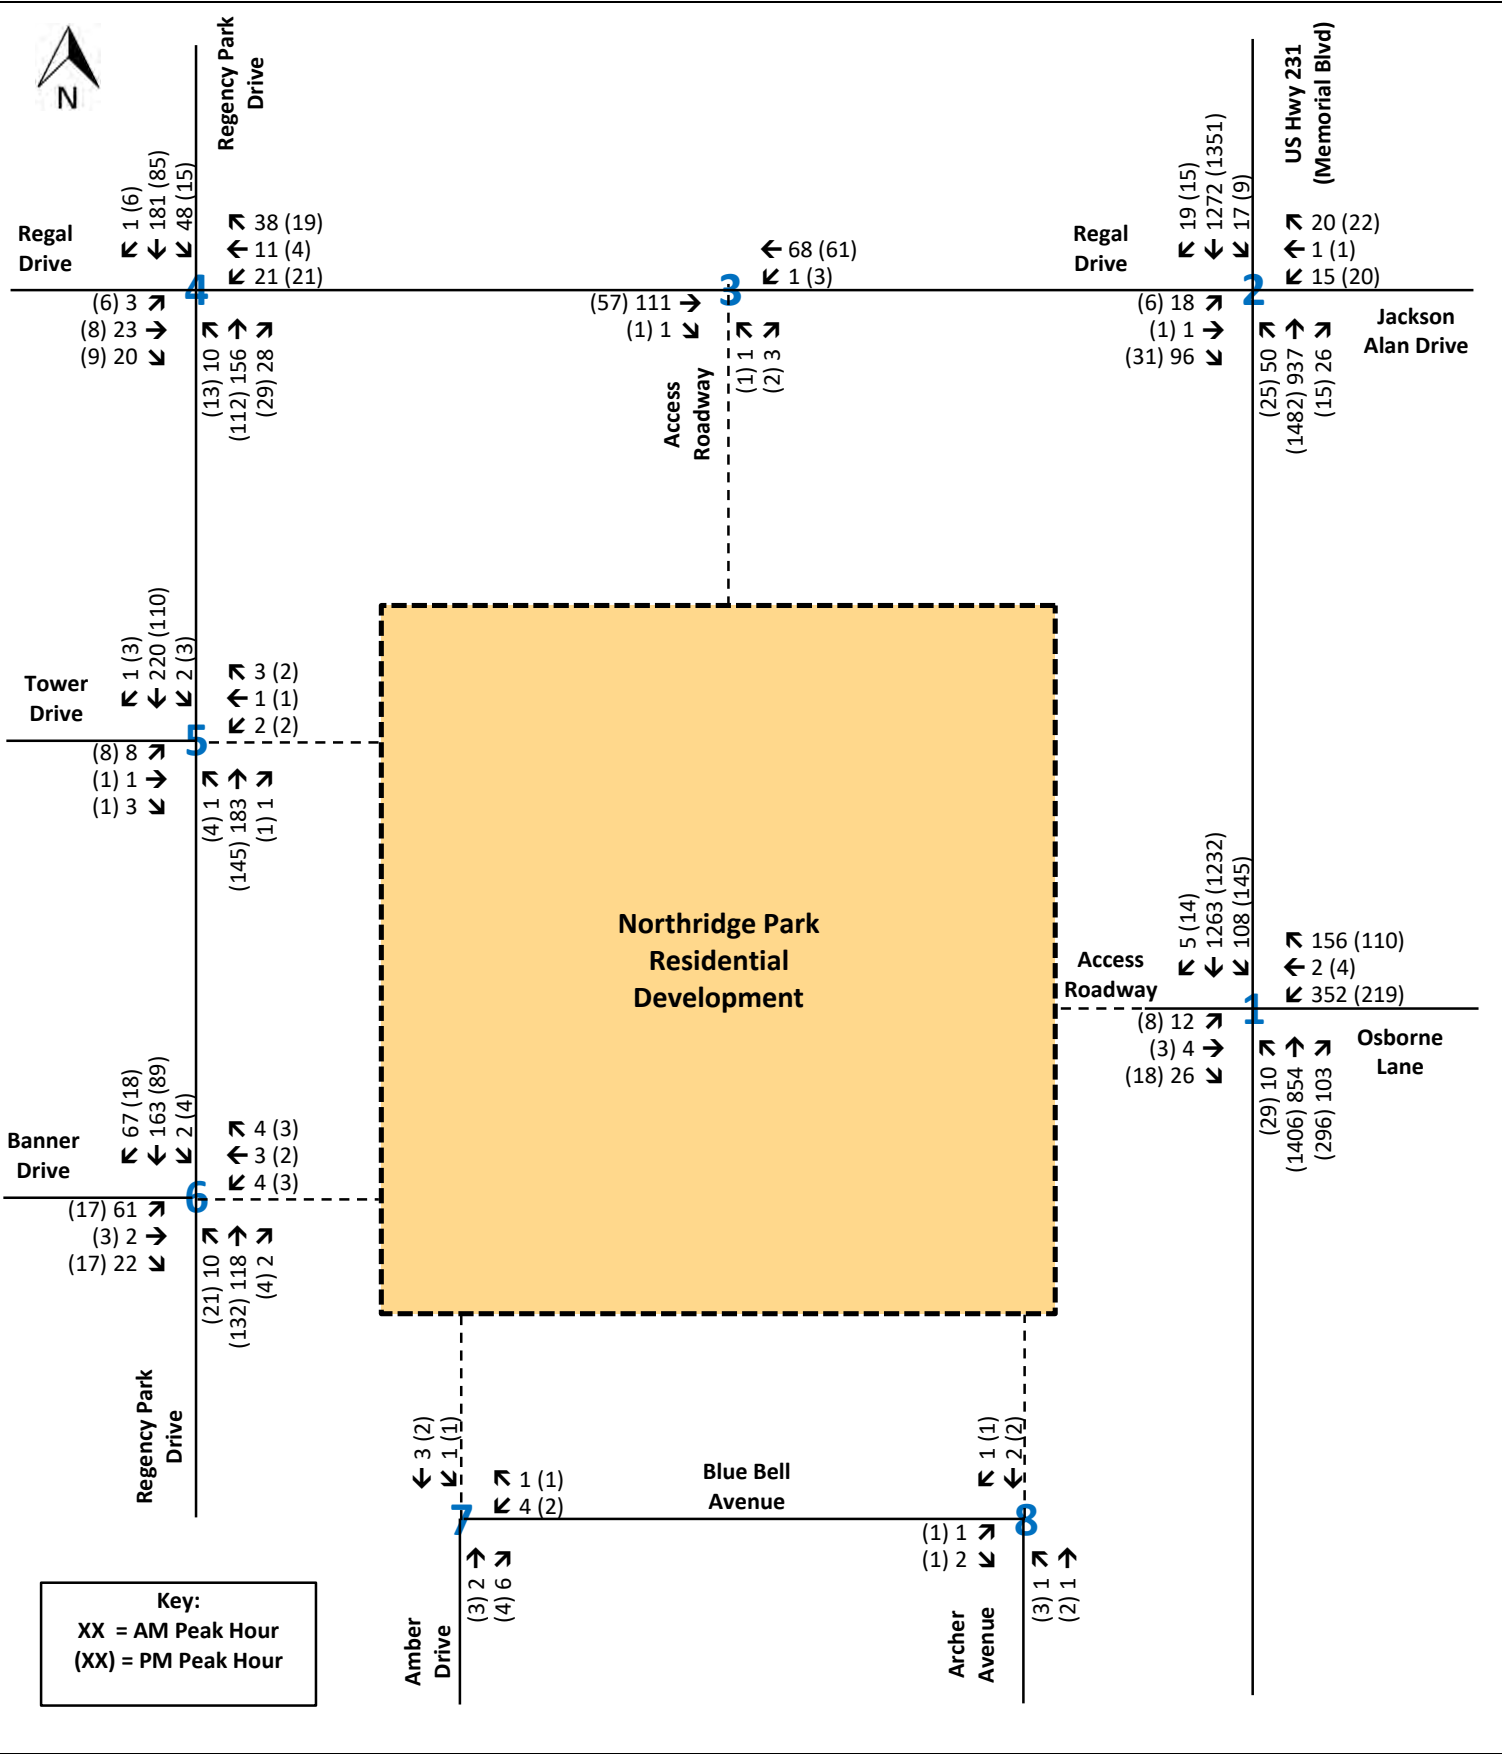 N
Regency Park
Drive
US Hwy 231
(Memorial Blvd)
1 (6)
181 (85)
48 (15)
38 (19)
11 (4)
21 (21)
Regal
Drive
4
(6) 3
(8) 23
(9) 20
(13) 10
(112) 156
(29) 28
68 (61)
1 (3)
3
(57) 111
(1) 1
(1) 1
(2) 3
Access
Roadway
19 (15)
1272 (1351)
17 (9)
20 (22)
1 (1)
15 (20)
Regal
Drive
2
(6) 18
(1) 1
(31) 96
(25) 50
(1482) 937
(15) 26
Jackson
Alan Drive
1 (3)
220 (110)
2 (3)
3 (2)
1 (1)
2 (2)
Tower
Drive
5
(8) 8
(1) 1
(1) 3
(4) 1
(145) 183
(1) 1
Northridge Park
Residential
Development
5 (14)
1263 (1232)
108 (145)
156 (110)
2 (4)
352 (219)
Access
Roadway
1
(8) 12
(3) 4
(18) 26
(29) 10
(1406) 854
(296) 103
Osborne
Lane
67 (18)
163 (89)
2 (4)
4 (3)
3 (2)
4 (3)
Banner
Drive
6
(17) 61
(3) 2
(17) 22
(21) 10
(132) 118
(4) 2
Regency Park
Drive
3 (2)
1 (1)
1 (1)
4 (2)
7
(3) 2
(4) 6
Amber
Drive
Blue Bell
Avenue
1 (1)
2 (2)
8
(1) 1
(1) 2
(3) 1
(2) 1
Archer
Avenue
Key:
XX = AM Peak Hour
(XX) = PM Peak Hour